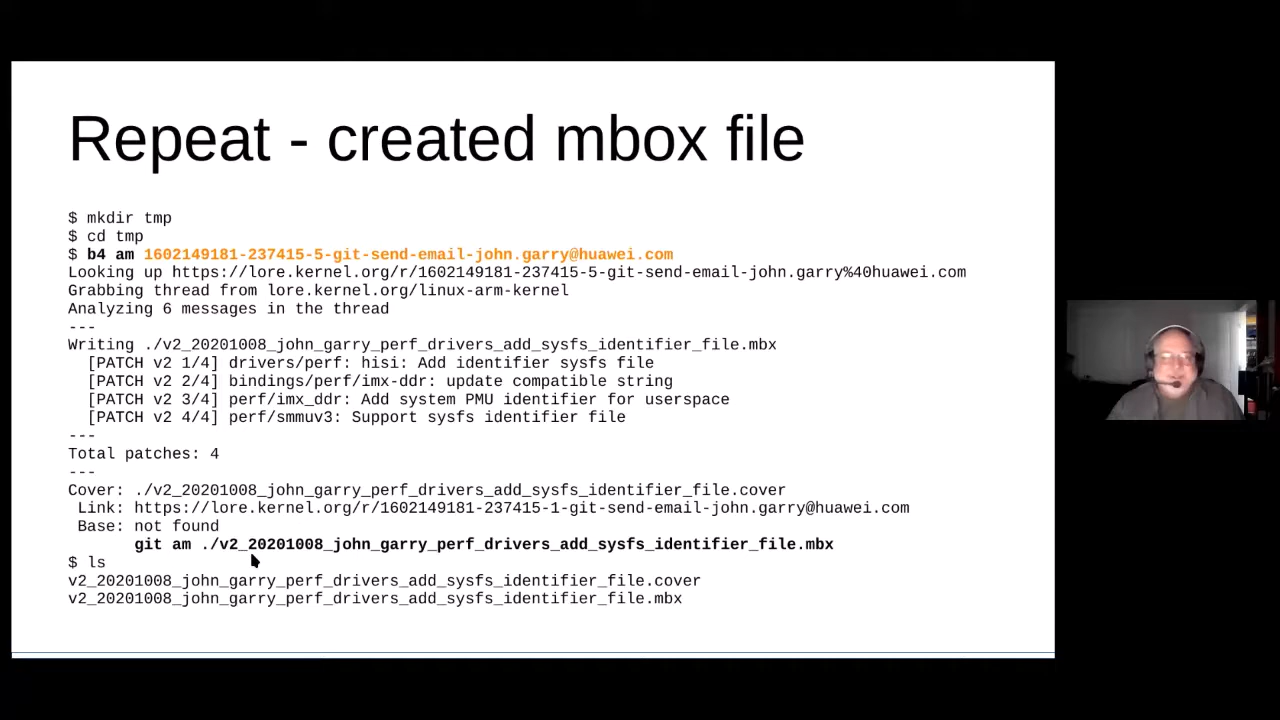 Repeat - created mbox file
$ mkdir tmp
$ cd tmp
$ b4 am 1602149181-237415-5-git-send-email-john.garry@huawei.com
Looking up https://lore.kernel.org/r/1602149181-237415-5-git-send-email-john.garry%40huawei.com
Grabbing thread from lore.kernel.org/linux-arm-kernel
Analyzing 6 messages in the thread
---
Writing ./v2_20201008_john_garry_perf_drivers_add_sysfs_identifier_file.mbx
  [PATCH v2 1/4] drivers/perf: hisi: Add identifier sysfs file
  [PATCH v2 2/4] bindings/perf/imx-ddr: update compatible string
  [PATCH v2 3/4] perf/imx_ddr: Add system PMU identifier for userspace
  [PATCH v2 4/4] perf/smmuv3: Support sysfs identifier file
---
Total patches: 4
---
Cover: ./v2_20201008_john_garry_perf_drivers_add_sysfs_identifier_file.cover
 Link: https://lore.kernel.org/r/1602149181-237415-1-git-send-email-john.garry@huawei.com
 Base: not found
       git am ./v2_20201008_john_garry_perf_drivers_add_sysfs_identifier_file.mbx
$ ls
v2_20201008_john_garry_perf_drivers_add_sysfs_identifier_file.cover
v2_20201008_john_garry_perf_drivers_add_sysfs_identifier_file.mbx